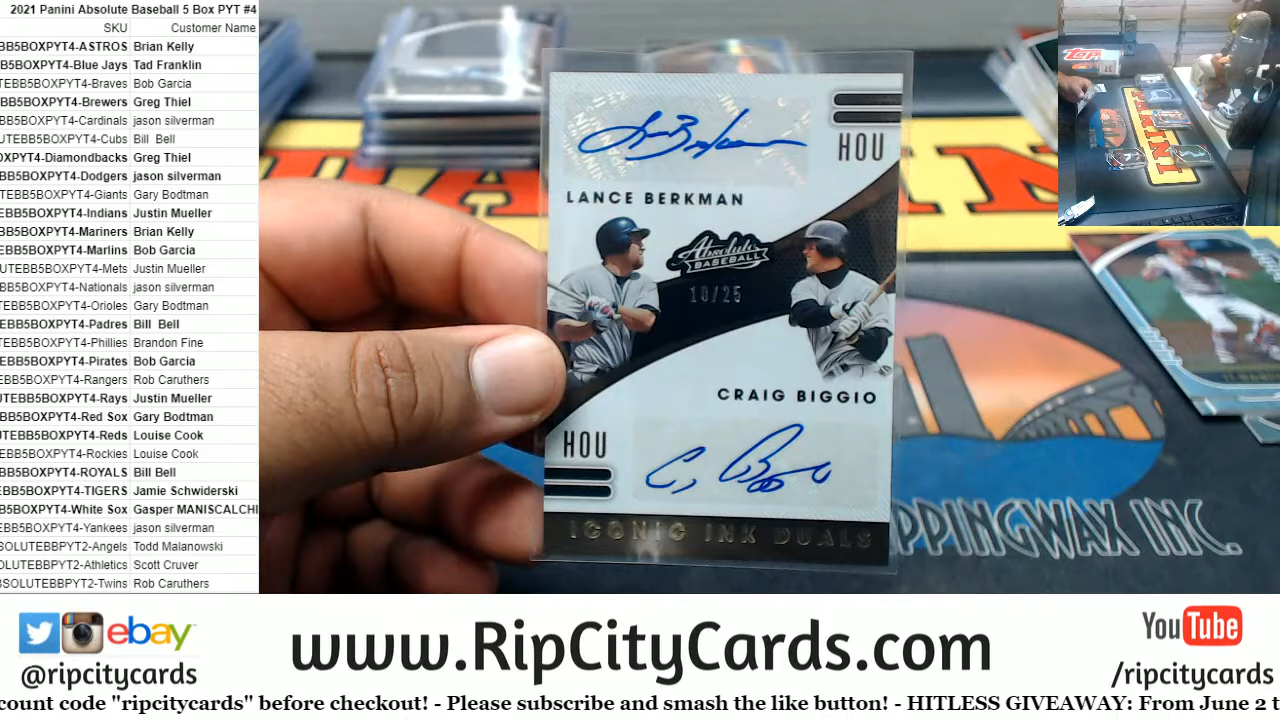 2021 Panini Absolute Baseball 5 Box PYT #4
SKU Customer Name
BB5BOXPYT4-ASTROS Brian Kelly
B5BOXPYT4-Blue Jays Tad Franklin
TEBB5BOXPYT4-Braves Bob Garcia
BB5BOXPYT4-Brewers Greg Thiel
BB5BOXPYT4-Cardinals jason silverman
UTEBB5BOXPYT4-Cubs Bill Bell
OXPYT4-Diamondbacks Greg Thiel
BB5BOXPYT4-Dodgers jason silverman
TEBB5BOXPYT4-Giants Gary Bodtman
EBB5BOXPYT4-Indians Justin Mueller
EBB5BOXPYT4-Mariners Brian Kelly
EBB5BOXPYT4-Marlins Bob Garcia
UTEBB5BOXPYT4-Mets Justin Mueller
BB5BOXPYT4-Nationals jason silverman
TEBB5BOXPYT4-Orioles Gary Bodtman
EBB5BOXPYT4-Padres Bill Bell
TEBB5BOXPYT4-Phillies Brandon Fine
EBB5BOXPYT4-Pirates Bob Garcia
EBB5BOXPYT4-Rangers Rob Caruthers
UTEBB5BOXPYT4-Rays Justin Mueller
EBB5BOXPYT4-Red Sox Gary Bodtman
UTEBB5BOXPYT4-Reds Louise Cook
EBB5BOXPYT4-Rockies Louise Cook
EBB5BOXPYT4-ROYALS Bill Bell
EBB5BOXPYT4-TIGERS Jamie Schwiderski
EBB5BOXPYT4-White Sox Gasper MANISCALCHI
EBB5BOXPYT4-Yankees jason silverman
SOLUTEBBPYT2-Angels Todd Malanowski
OLUTEBBPYT2-Athletics Scott Cruver
BSOLUTEBBPYT2-Twins Rob Caruthers
HOU
LANCE BERKMAN
Absolute
BASEBALL
10/25
CRAIG BIGGIO
HOU
ICONIC INK DUALS
Topps
PANINI
PPINGWAX INC.
ebay
@ripcitycards
www.RipCityCards.com
YouTube
/ripcitycards
count code "ripcitycards" before checkout! - Please subscribe and smash the like button! - HITLESS GIVEAWAY: From June 2 t